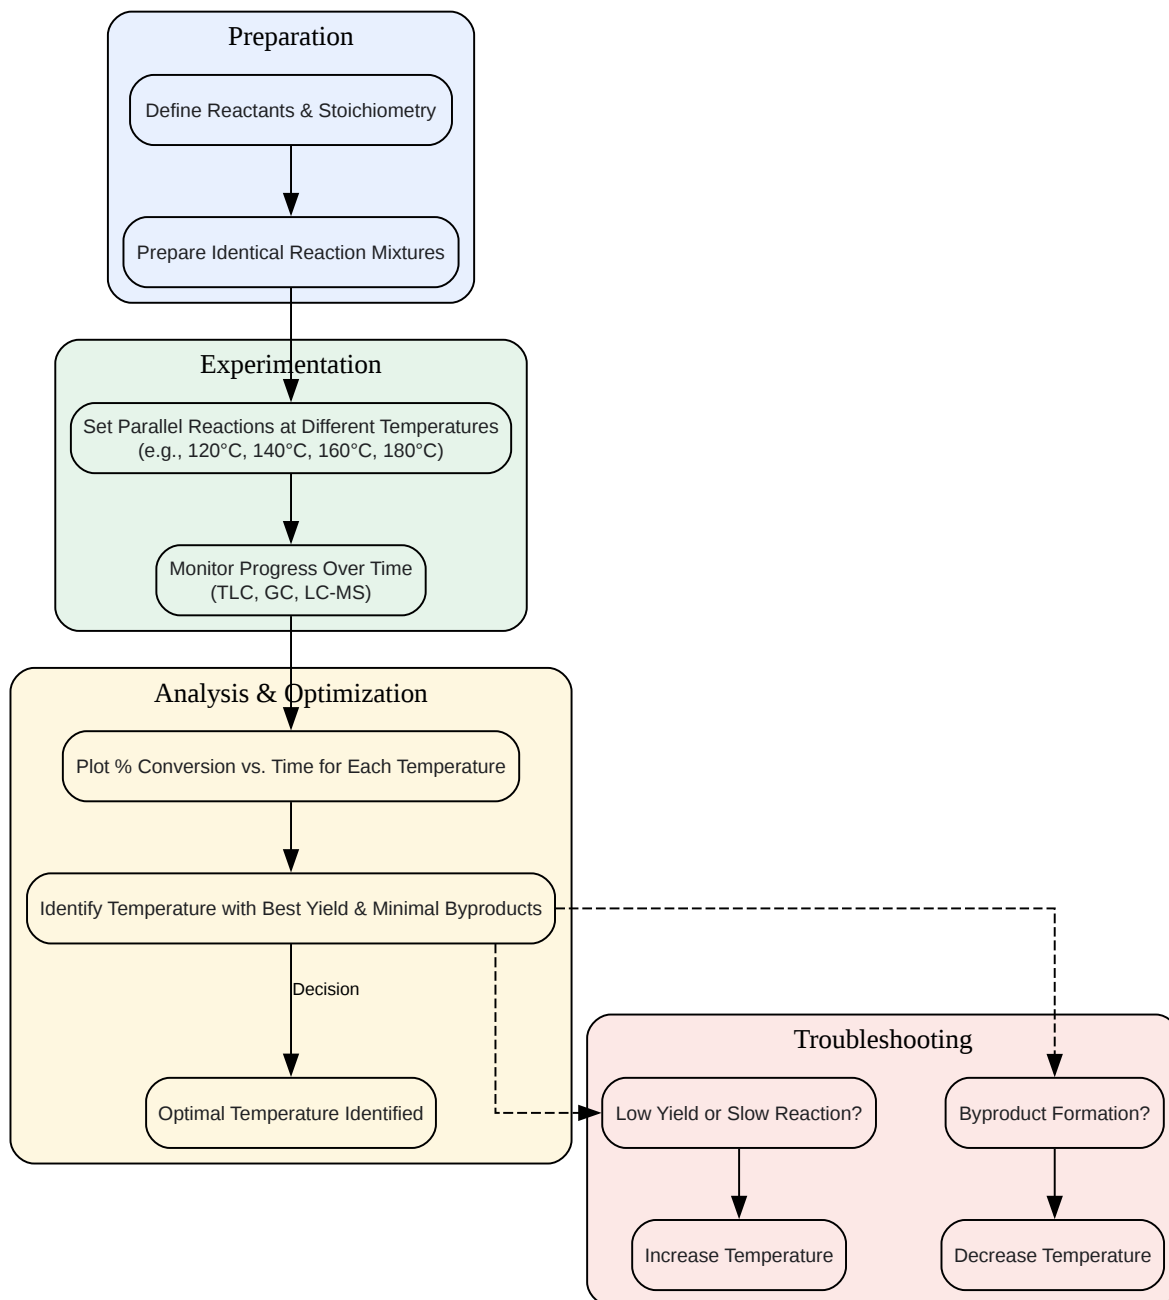 Preparation
Define Reactants & Stoichiometry
Prepare Identical Reaction Mixtures
Experimentation
Set Parallel Reactions at Different Temperatures
(e.g., 120°C, 140°C, 160°C, 180°C)
Monitor Progress Over Time
(TLC, GC, LC-MS)
Analysis & Optimization
Plot % Conversion vs. Time for Each Temperature
Identify Temperature with Best Yield & Minimal Byproducts
Decision
Optimal Temperature Identified
Troubleshooting
Low Yield or Slow Reaction?
Byproduct Formation?
Increase Temperature
Decrease Temperature